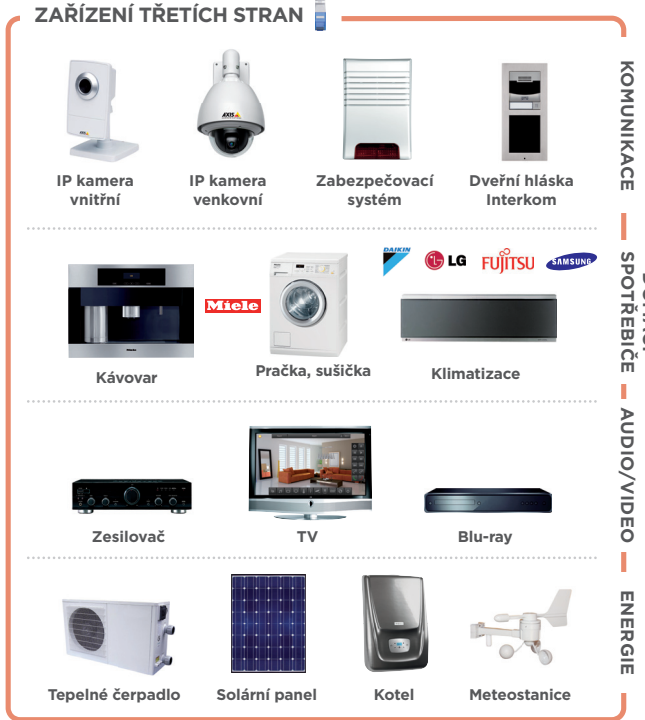 ZAŘÍZENÍ TŘETÍCH STRAN
AXIS
AXIS
IP kamera
vnitřní
IP kamera
venkovní
Zabezpečovací
systém
Dveřní hláska
Interkom
KOMUNIKACE
DAIKIN
LG
FUJITSU
SAMSUNG
Miele
Kávovar
Pračka, sušička
Klimatizace
SPOTŘEBIČE
Zesilovač
TV
Blu-ray
AUDIO/VIDEO
Tepelné čerpadlo
Solární panel
Kotel
Meteostanice
ENERGIE